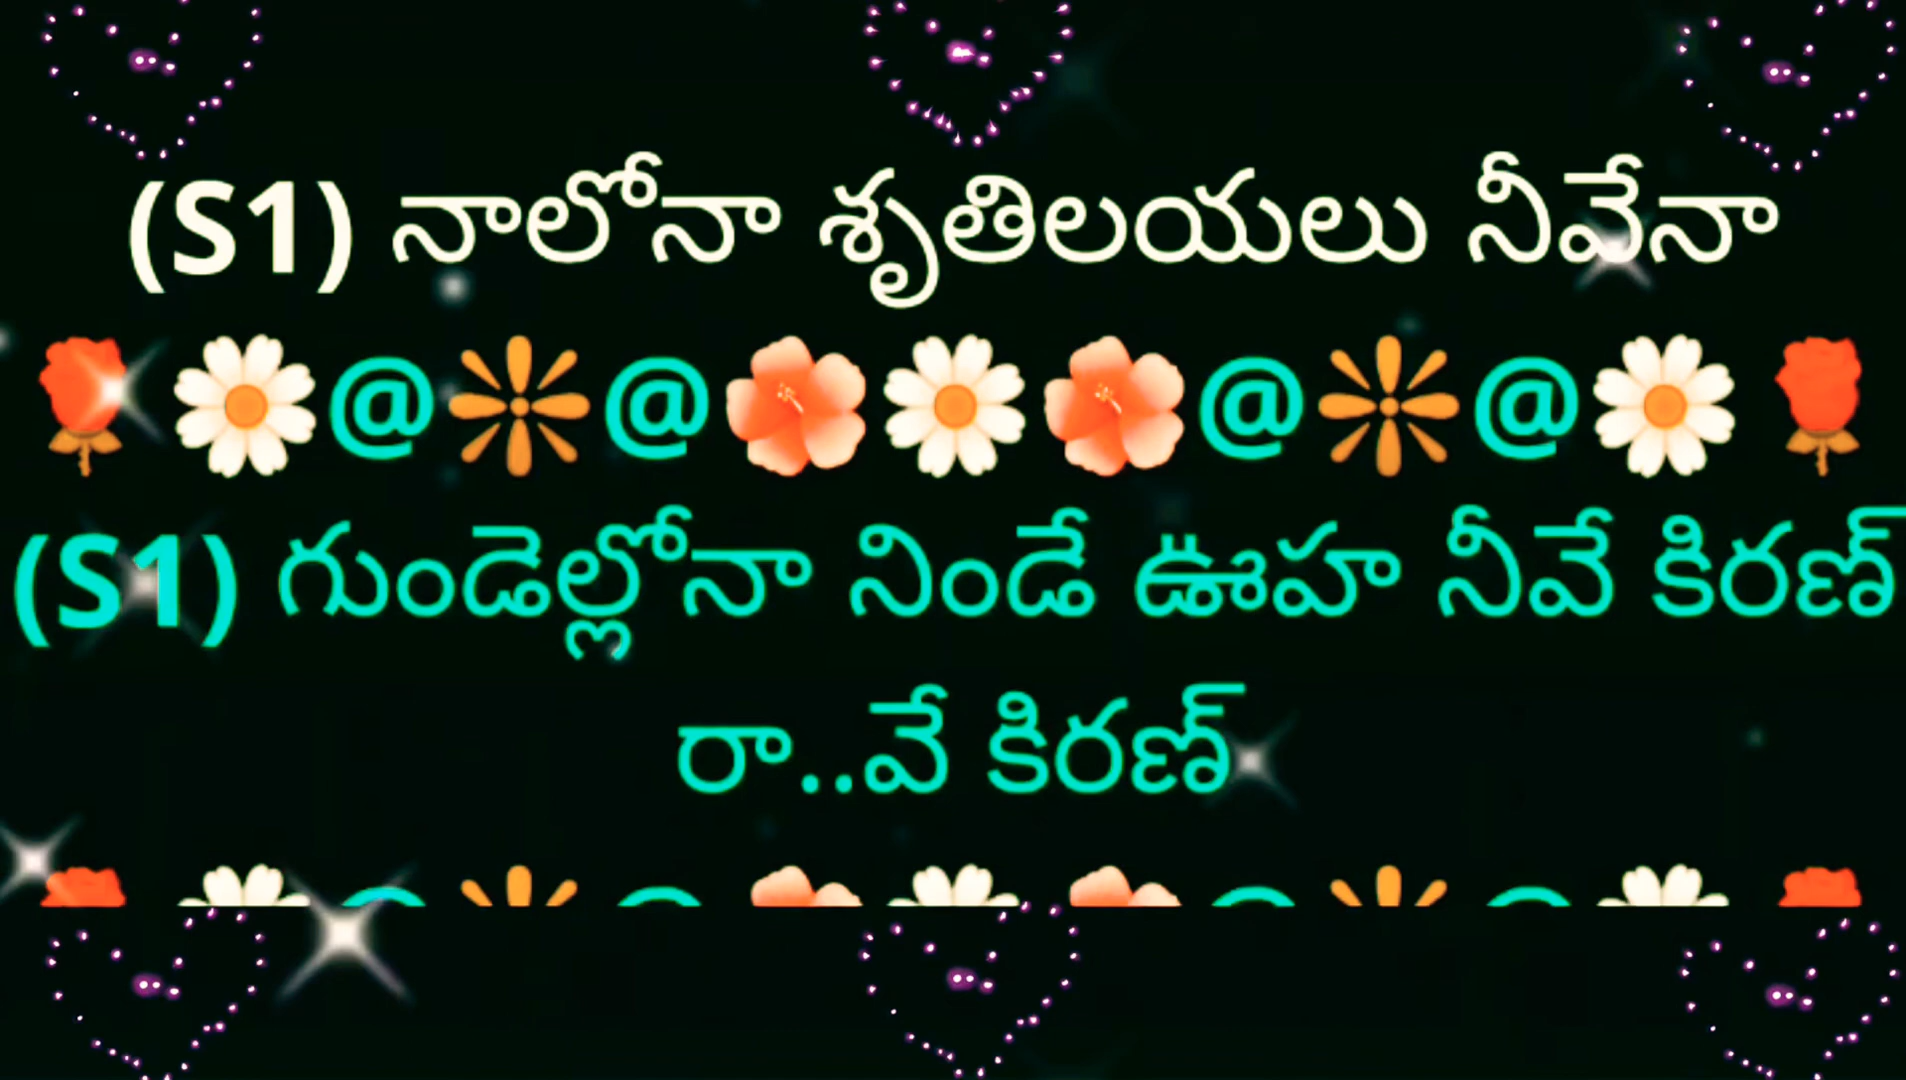 (S1) నాలోనా శృతిలయలు నీవేనా
🌹🌼@❇@🌺🌼🌺@❇@🌼🌹
(S1) గుండెల్లోనా నిండే ఊహ నీవే కిరణ్
రా..వే కిరణ్